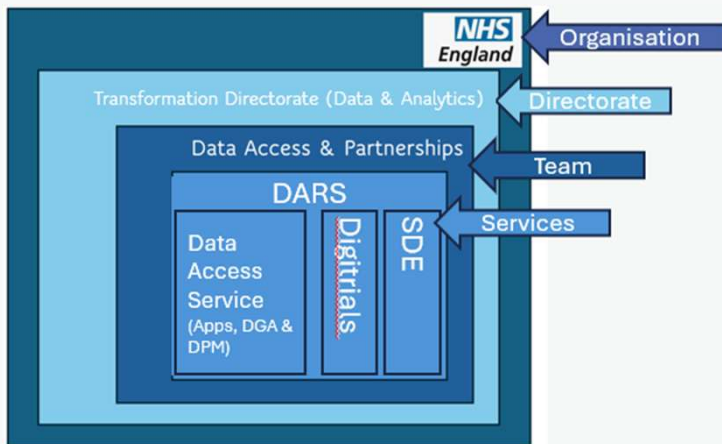 NHS
England
Organisation
Transformation Directorate (Data & Analytics)
Directorate
Data Access & Partnerships
Team
DARS
Services
Data
Access
Service
(Apps, DGA &
DPM)
Digitrials
SDE